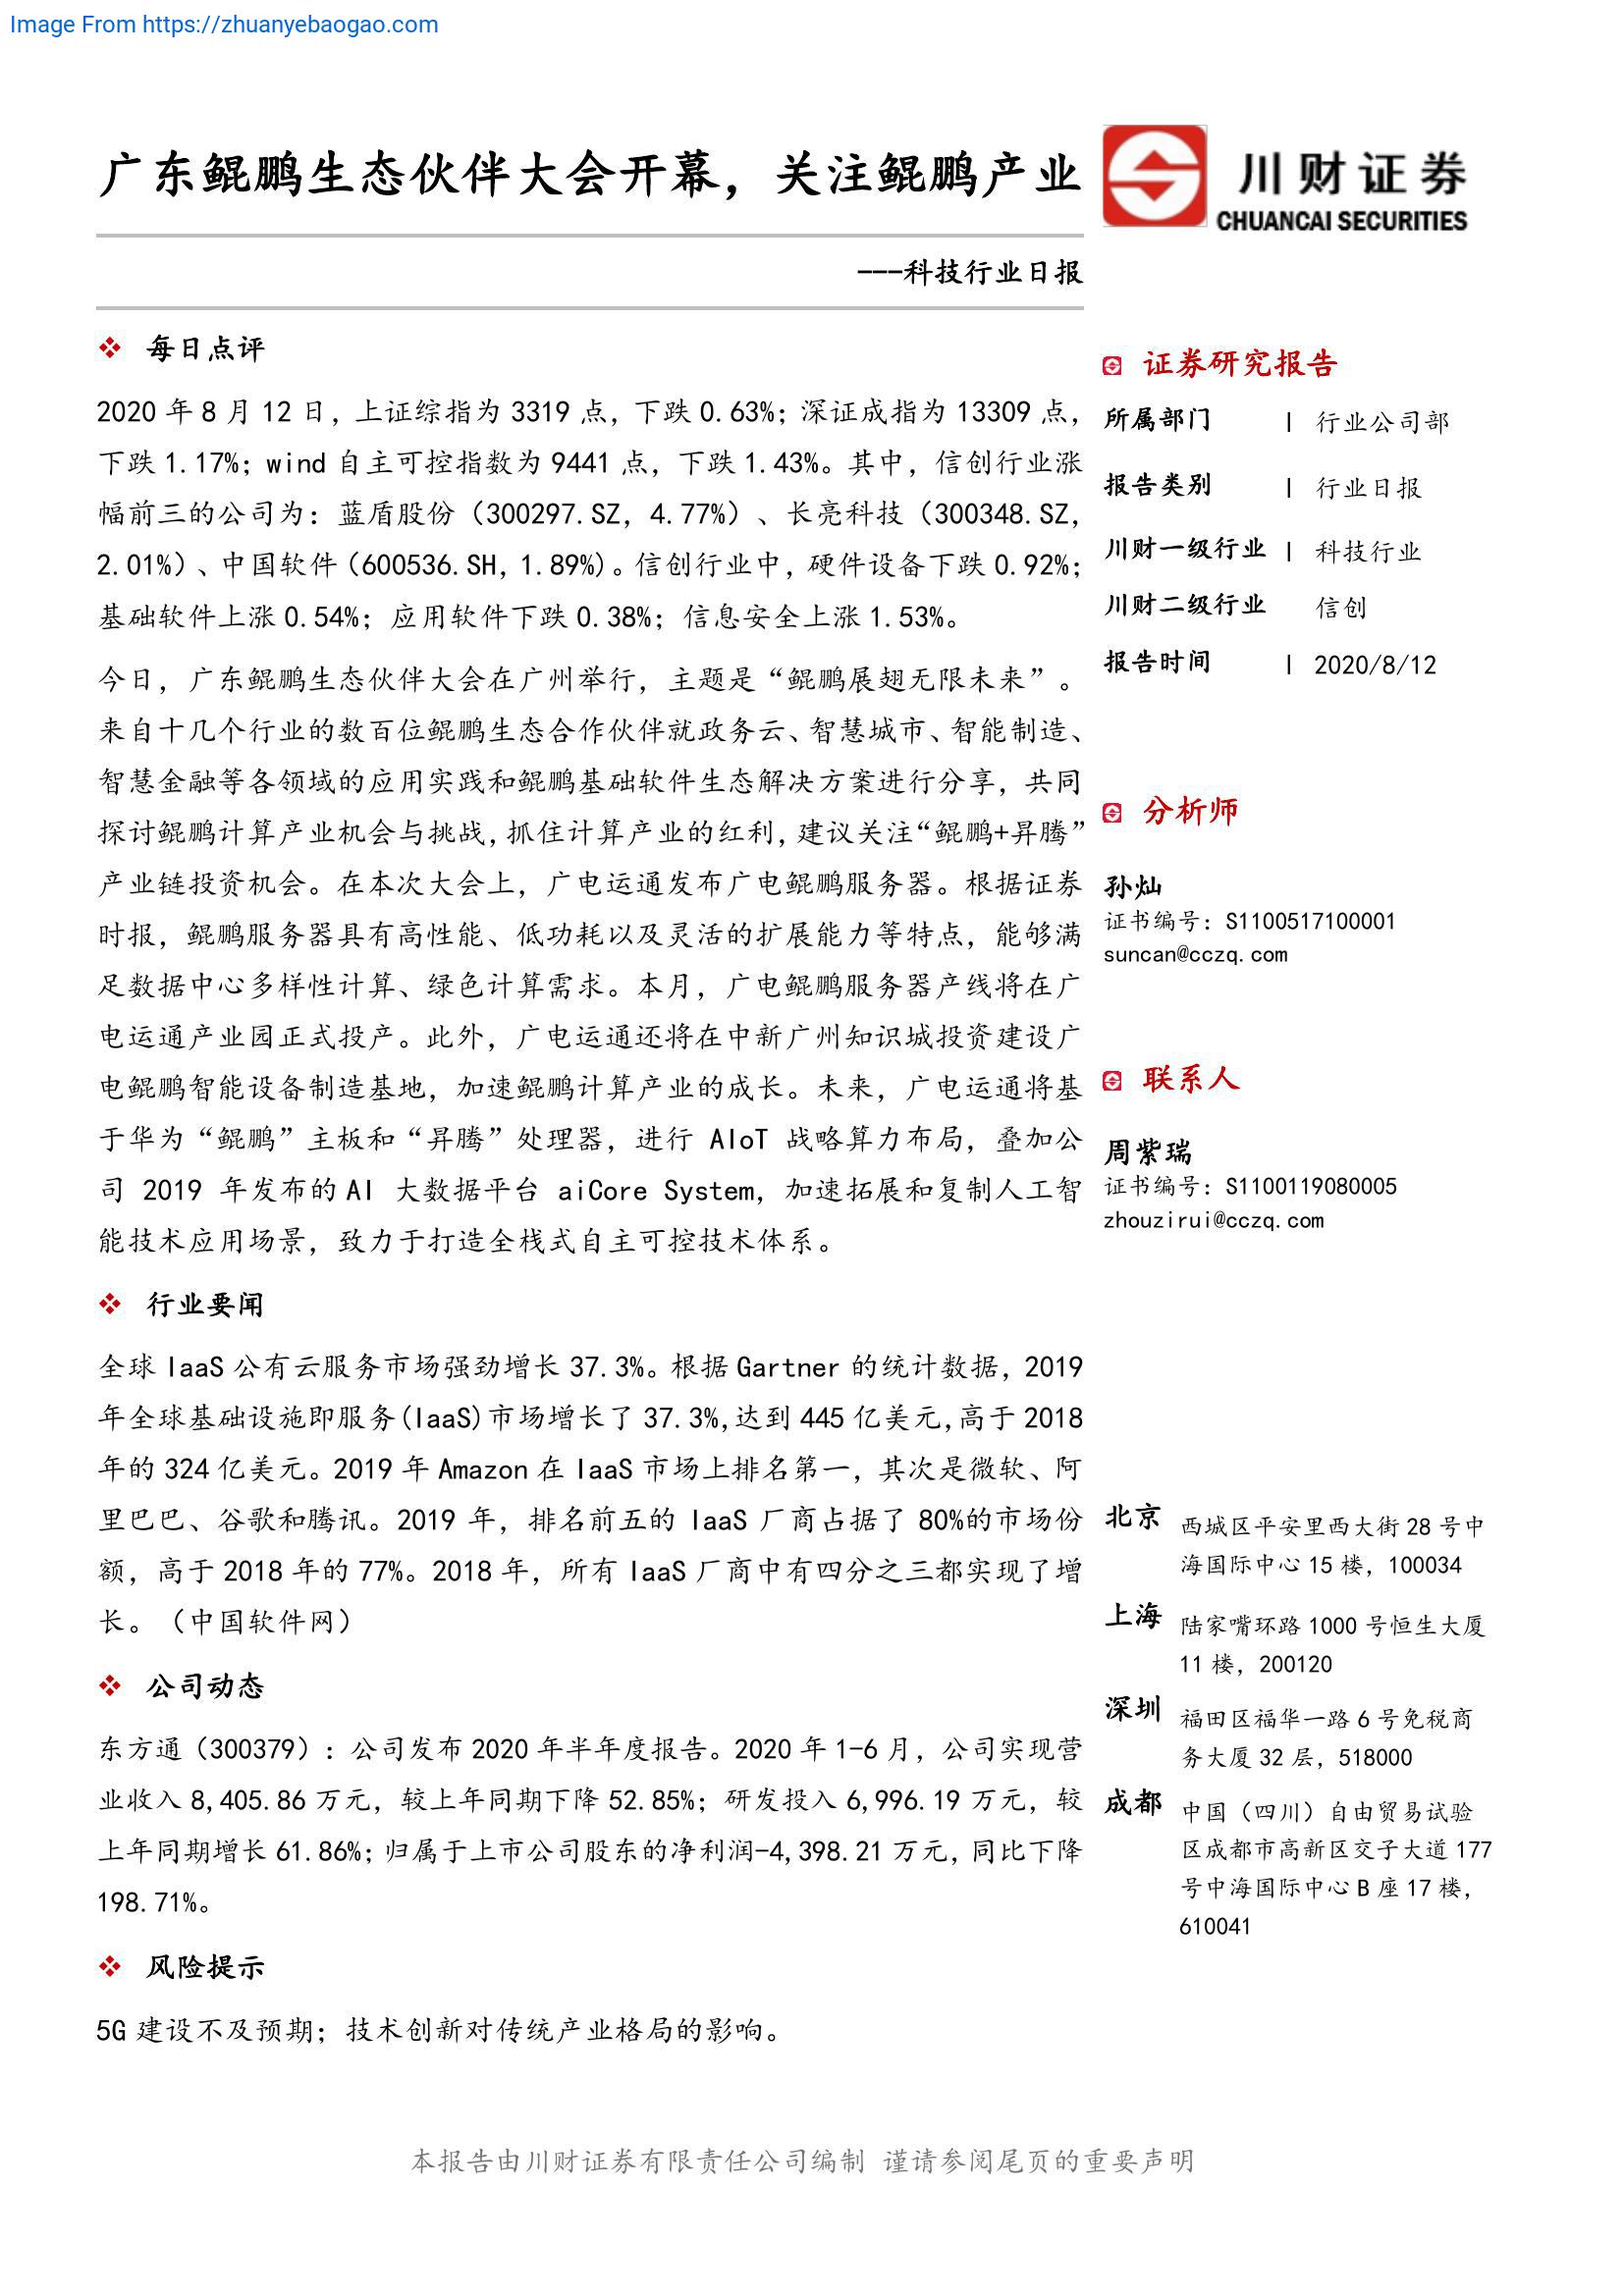 Image From https://zhuanyebaogao.com
广东鲲鹏生态伙伴大会开幕，关注鲲鹏产业
川财证券
CHUANCAI SECURITIES
---科技行业日报
每日点评
2020 年 8 月 12 日，上证综指为 3319 点，下跌 0.63%；深证成指为 13309 点，
下跌 1.17%；wind 自主可控指数为 9441 点，下跌 1.43%。其中，信创行业涨
幅前三的公司为：蓝盾股份（300297.SZ，4.77%）、长亮科技（300348.SZ，
2.01%）、中国软件（600536.SH，1.89%)。信创行业中，硬件设备下跌 0.92%；
基础软件上涨 0.54%；应用软件下跌 0.38%；信息安全上涨 1.53%。
今日，广东鲲鹏生态伙伴大会在广州举行，主题是“鲲鹏展翅无限未来”。
来自十几个行业的数百位鲲鹏生态合作伙伴就政务云、智慧城市、智能制造、
智慧金融等各领域的应用实践和鲲鹏基础软件生态解决方案进行分享，共同
探讨鲲鹏计算产业机会与挑战，抓住计算产业的红利，建议关注“鲲鹏+昇腾”
产业链投资机会。在本次大会上，广电运通发布广电鲲鹏服务器。根据证券
时报，鲲鹏服务器具有高性能、低功耗以及灵活的扩展能力等特点，能够满
足数据中心多样性计算、绿色计算需求。本月，广电鲲鹏服务器产线将在广
电运通产业园正式投产。此外，广电运通还将在中新广州知识城投资建设广
电鲲鹏智能设备制造基地，加速鲲鹏计算产业的成长。未来，广电运通将基
于华为“鲲鹏”主板和“昇腾”处理器，进行 AIoT 战略算力布局，叠加公
司 2019 年发布的 AI 大数据平台 aiCore System，加速拓展和复制人工智
能技术应用场景，致力于打造全栈式自主可控技术体系。
行业要闻
全球 IaaS 公有云服务市场强劲增长 37.3%。根据 Gartner 的统计数据，2019
年全球基础设施即服务(IaaS)市场增长了 37.3%,达到 445 亿美元,高于 2018
年的 324 亿美元。2019 年 Amazon 在 IaaS 市场上排名第一，其次是微软、阿
里巴巴、谷歌和腾讯。2019 年，排名前五的 IaaS 厂商占据了 80%的市场份
额，高于 2018 年的 77%。2018 年，所有 IaaS 厂商中有四分之三都实现了增
长。（中国软件网）
公司动态
东方通（300379）：公司发布 2020 年半年度报告。2020 年 1-6 月，公司实现营
业收入 8,405.86 万元，较上年同期下降 52.85%；研发投入 6,996.19 万元，较
上年同期增长 61.86%；归属于上市公司股东的净利润-4,398.21 万元，同比下降
198.71%。
风险提示
5G 建设不及预期；技术创新对传统产业格局的影响。
证券研究报告
所属部门 | 行业公司部
报告类别 | 行业日报
川财一级行业 | 科技行业
川财二级行业 信创
报告时间 | 2020/8/12
分析师
孙灿
证书编号：S1100517100001
suncan@cczq.com
联系人
周紫瑞
证书编号：S1100119080005
zhouzirui@cczq.com
北京 西城区平安里西大街 28 号中
海国际中心 15 楼，100034
上海 陆家嘴环路 1000 号恒生大厦
11 楼，200120
深圳 福田区福华一路 6 号免税商
务大厦 32 层，518000
成都 中国（四川）自由贸易试验
区成都市高新区交子大道 177
号中海国际中心 B 座 17 楼，
610041
本报告由川财证券有限责任公司编制 谨请参阅尾页的重要声明